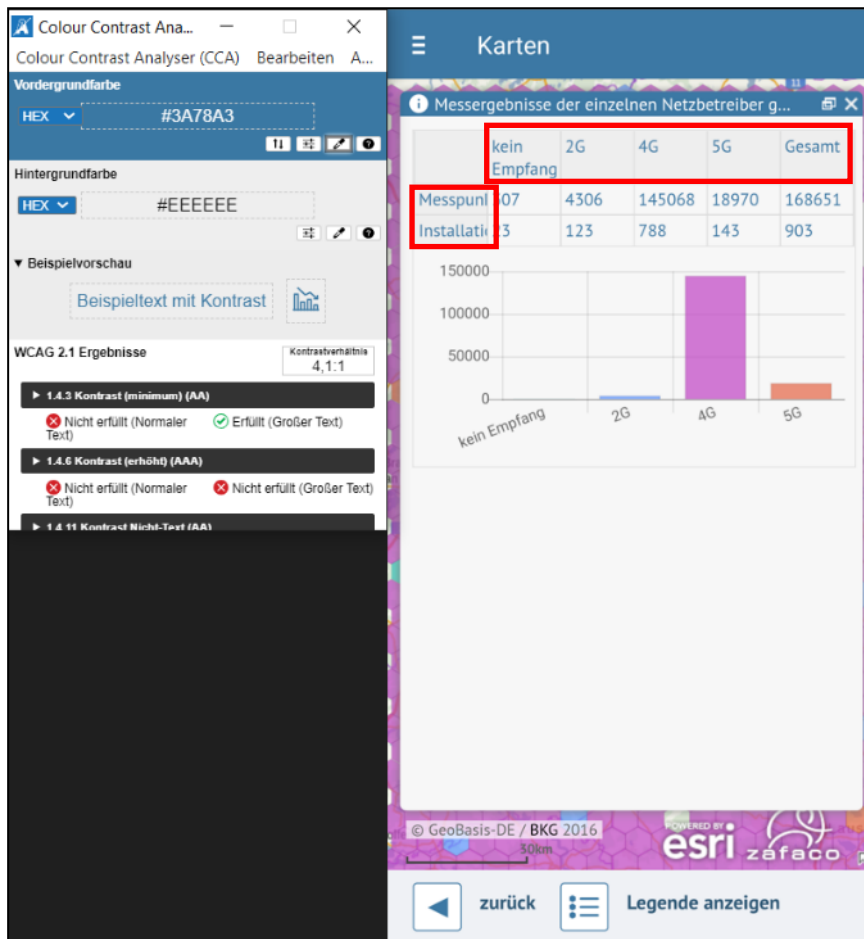 Colour Contrast Ana...
Colour Contrast Analyser (CCA) Bearbeiten A...
Vordergrundfarbe
HEX #3A78A3
Hintergrundfarbe
HEX #EEEEEE
▼ Beispielvorschau
Beispieltext mit Kontrast
WCAG 2.1 Ergebnisse
Kontrastverhältnis
4,1:1
▶ 1.4.3 Kontrast (minimum) (AA)
Nicht erfüllt (Normaler Text)
Erfüllt (Großer Text)
▶ 1.4.6 Kontrast (erhöht) (AAA)
Nicht erfüllt (Normaler Text)
Nicht erfüllt (Großer Text)
▶ 1.4.11 Kontrast Nicht-Text (AA)
Karten
11
Messergebnisse der einzelnen Netzbetreiber g...
kein Empfang 2G 4G 5G Gesamt
Messpunl 07 4306 145068 18970 168651
Installati 3 123 788 143 903
150000
100000
50000
0
kein Empfang 2G 4G 5G
© GeoBasis-DE / BKG 2016
30km
POWERED BY
esri
zafaco
zurück
Legende anzeigen